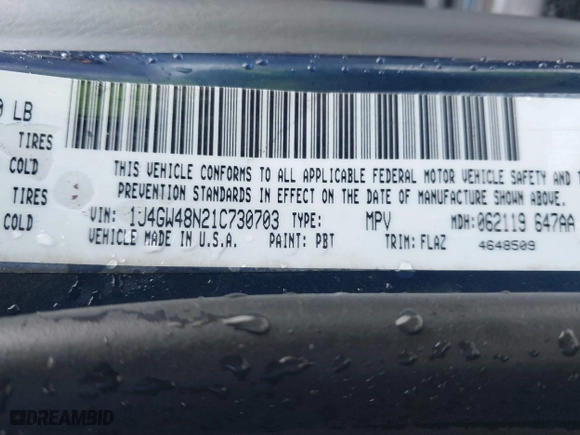 0 LB
TIRES
COLD
TIRES
COLD
THIS VEHICLE CONFORMS TO ALL APPLICABLE FEDERAL MOTOR VEHICLE SAFETY AND T
PREVENTION STANDARDS IN EFFECT ON THE DATE OF MANUFACTURE SHOWN ABOVE.
VIN: 1J4GW48N21C730703 TYPE: MPV MDH:062119 647AA
VEHICLE MADE IN U.S.A. PAINT: PBT TRIM: FLAZ 4648509
DREAMBID